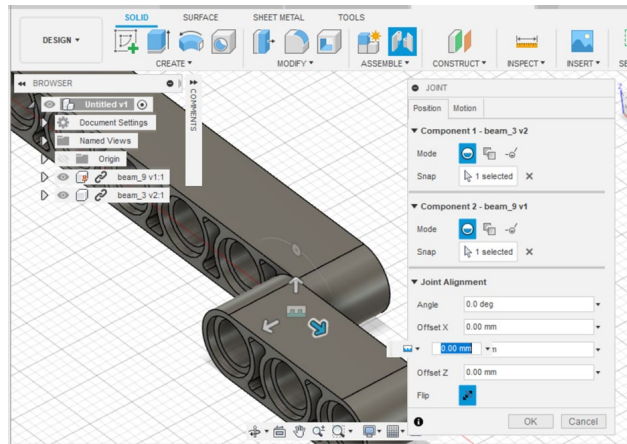 SOLID SURFACE SHEET METAL TOOLS
DESIGN ▾
CREATE ▾ MODIFY ▾ ASSEMBLE ▾ CONSTRUCT ▾ INSPECT ▾ INSERT ▾
BROWSER
COMMENTS
Untitled v1
Document Settings
Named Views
Origin
beam_9 v1:1
beam_3 v2:1
JOINT
Position Motion
Component 1 - beam_3 v2
Mode
Snap 1 selected
Component 2 - beam_9 v1
Mode
Snap 1 selected
Joint Alignment
Angle 0.0 deg
Offset X 0.00 mm
0.00 mm
Offset Z 0.00 mm
Flip
OK Cancel